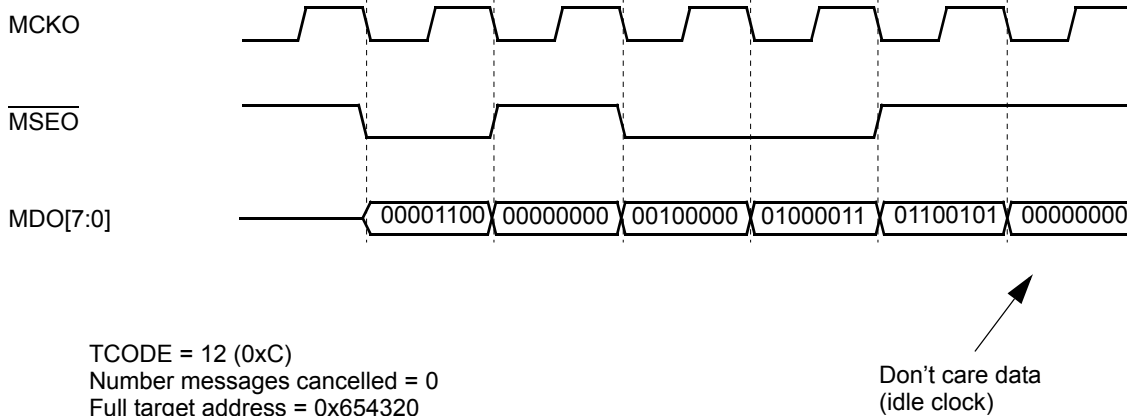 MCKO
MSEO
MDO[7:0]
00001100 00000000 00100000 01000011 01100101 00000000
TCODE = 12 (0xC)
Number messages cancelled = 0
Full target address = 0x654320
Don't care data
(idle clock)